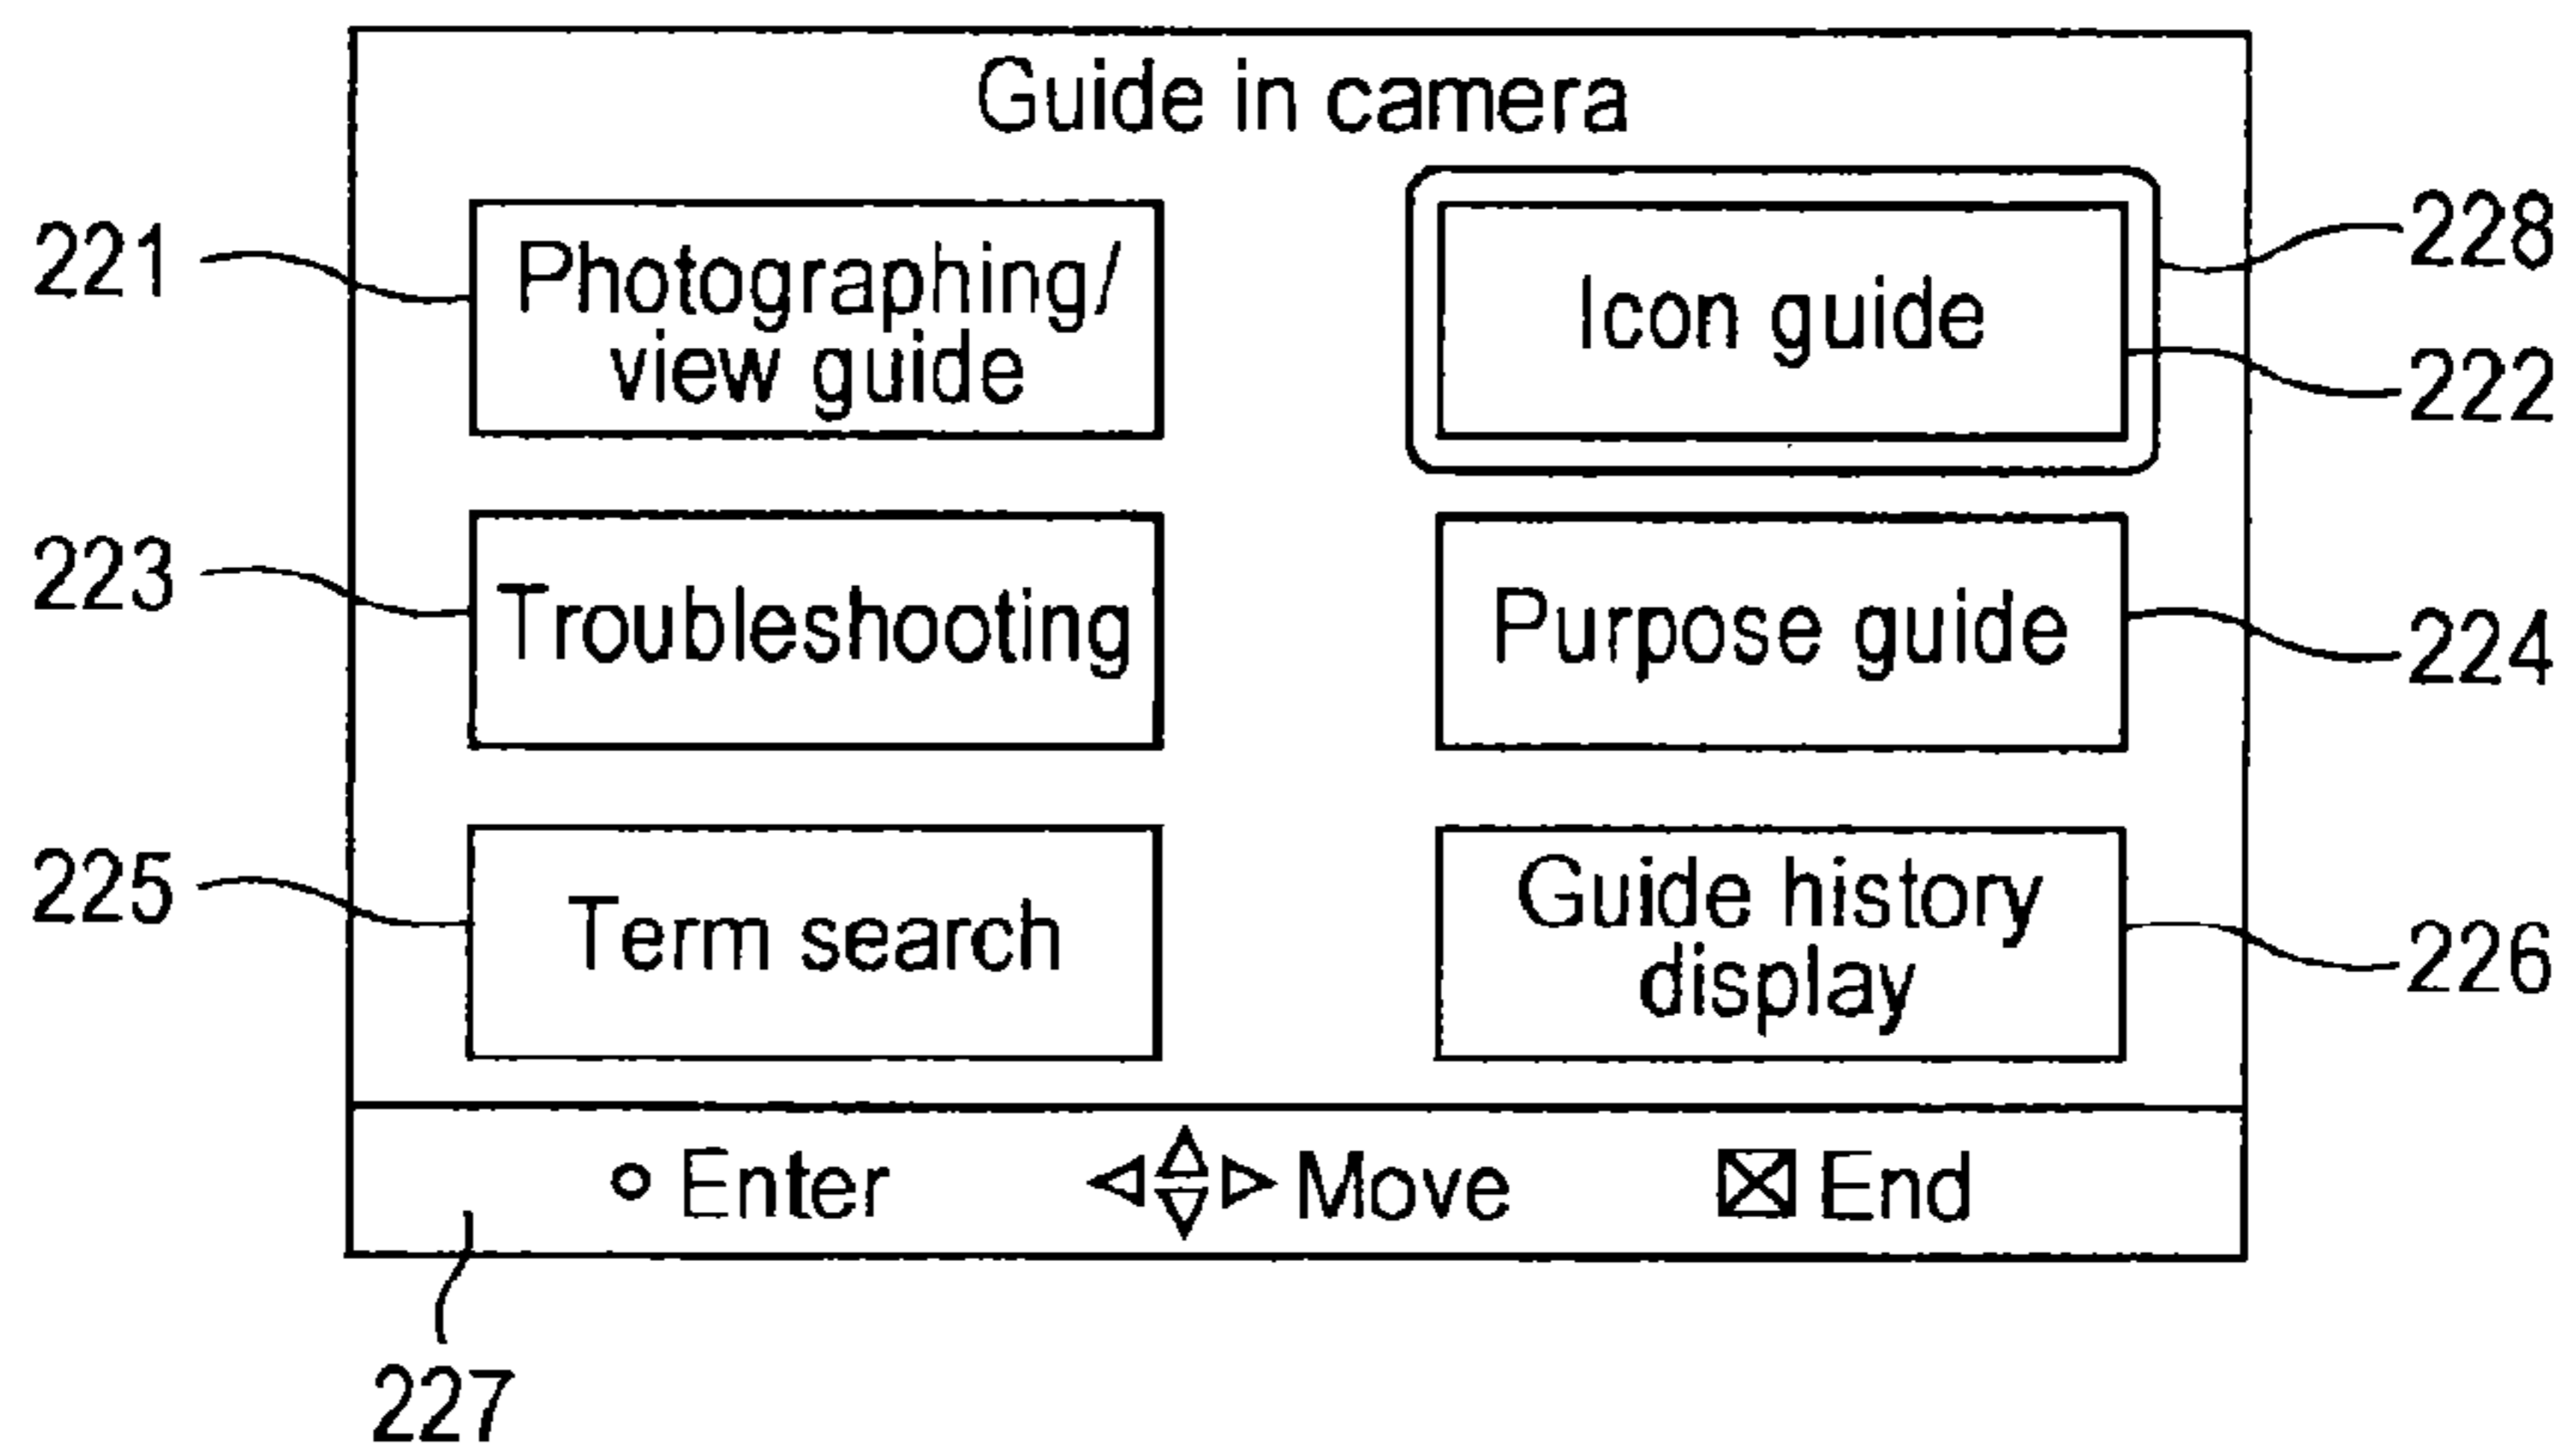 Guide in camera
221
Photographing/
view guide
Icon guide
228
222
223
Troubleshooting
Purpose guide
224
225
Term search
Guide history
display
226
Enter
Move
End
227